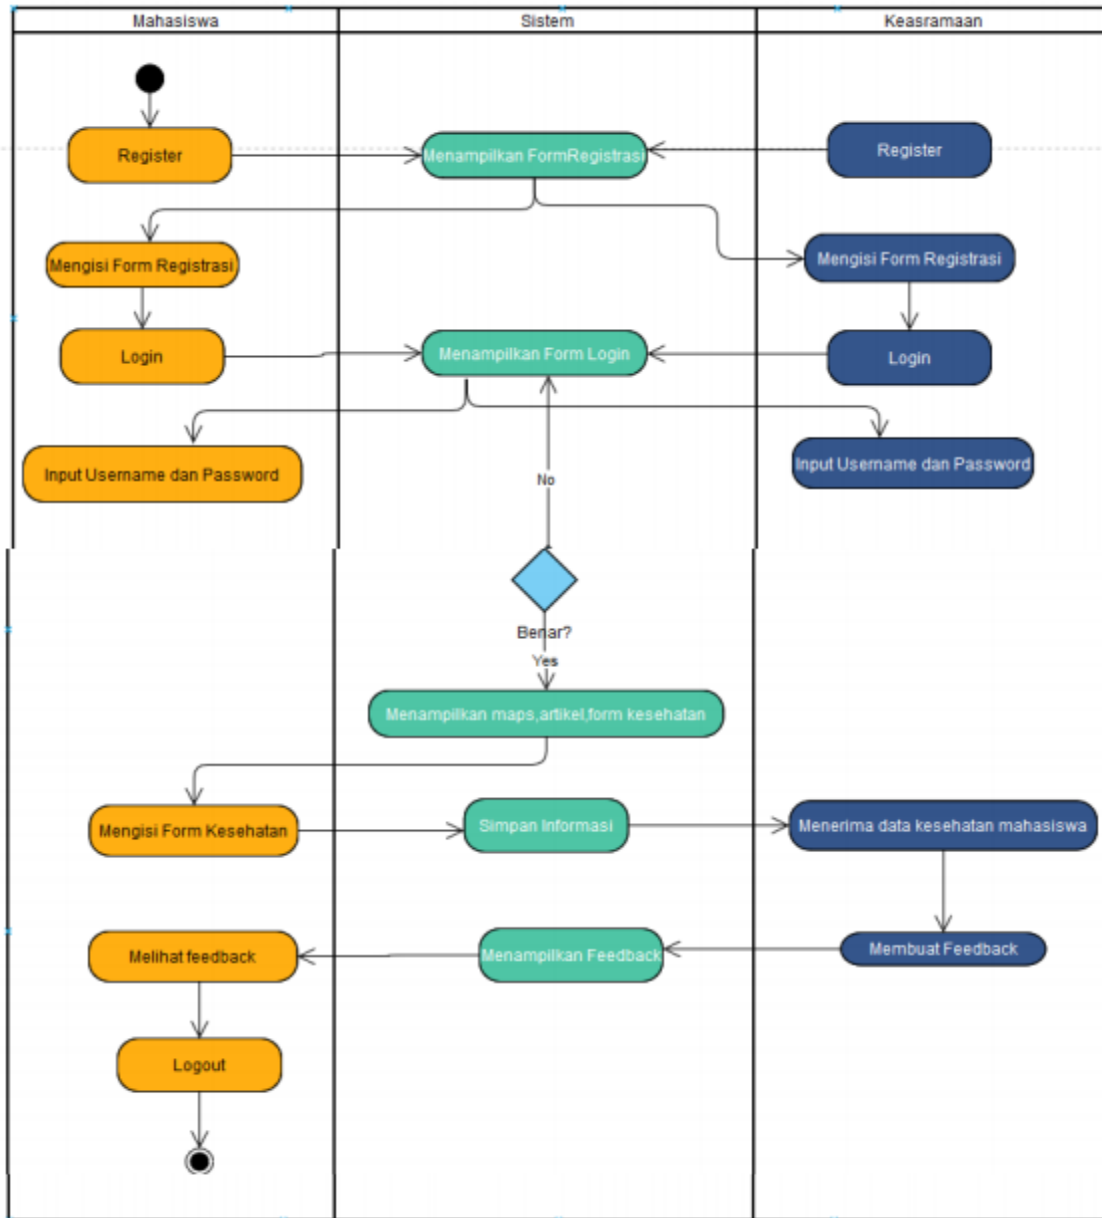 Mahasiswa
Sistem
Keasramaan
Register
Menampilkan FormRegistrasi
Register
Mengisi Form Registrasi
Mengisi Form Registrasi
Login
Menampilkan Form Login
Login
Input Username dan Password
Input Username dan Password
No
Benar?
Yes
Menampilkan maps,artikel,form kesehatan
Mengisi Form Kesehatan
Simpan Informasi
Menerima data kesehatan mahasiswa
Melihat feedback
Menampilkan Feedback
Membuat Feedback
Logout